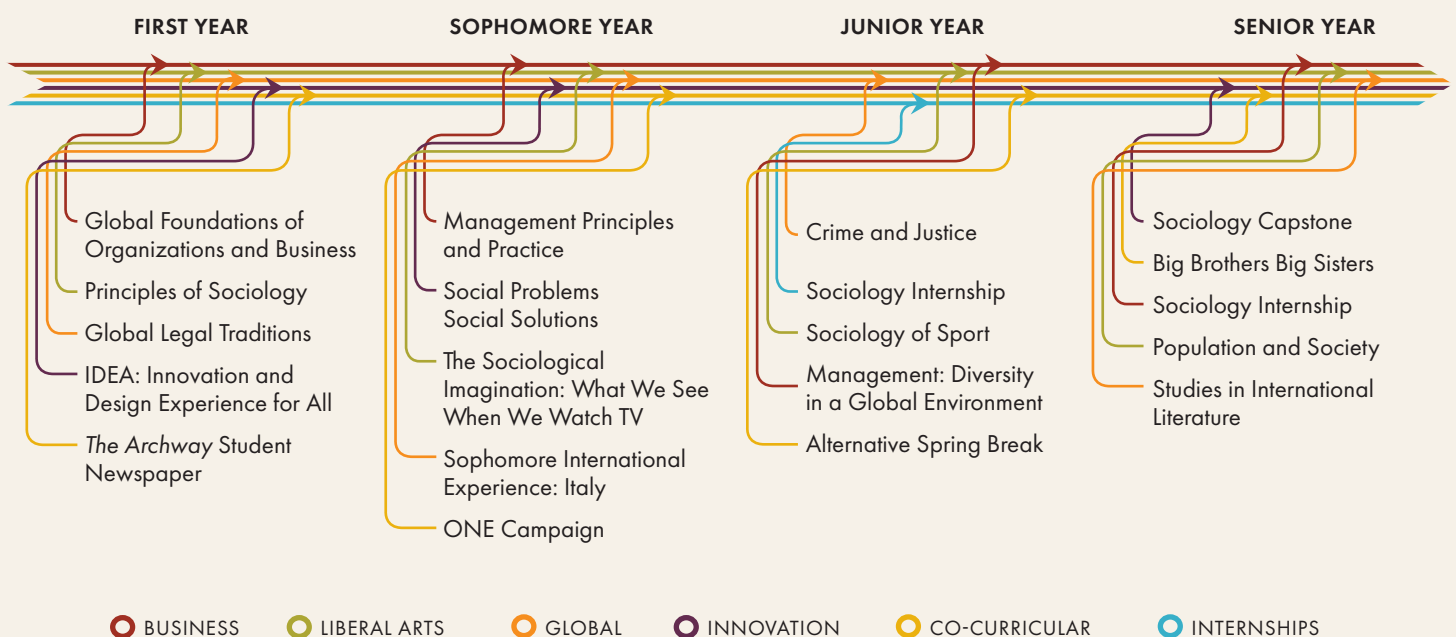 FIRST YEAR
SOPHOMORE YEAR
JUNIOR YEAR
SENIOR YEAR
Global Foundations of
Organizations and Business
Principles of Sociology
Global Legal Traditions
IDEA: Innovation and
Design Experience for All
The Archway Student
Newspaper
Management Principles
and Practice
Social Problems
Social Solutions
The Sociological
Imagination: What We See
When We Watch TV
Sophomore International
Experience: Italy
ONE Campaign
Crime and Justice
Sociology Internship
Sociology of Sport
Management: Diversity
in a Global Environment
Alternative Spring Break
Sociology Capstone
Big Brothers Big Sisters
Sociology Internship
Population and Society
Studies in International
Literature
BUSINESS
LIBERAL ARTS
GLOBAL
INNOVATION
CO-CURRICULAR
INTERNSHIPS